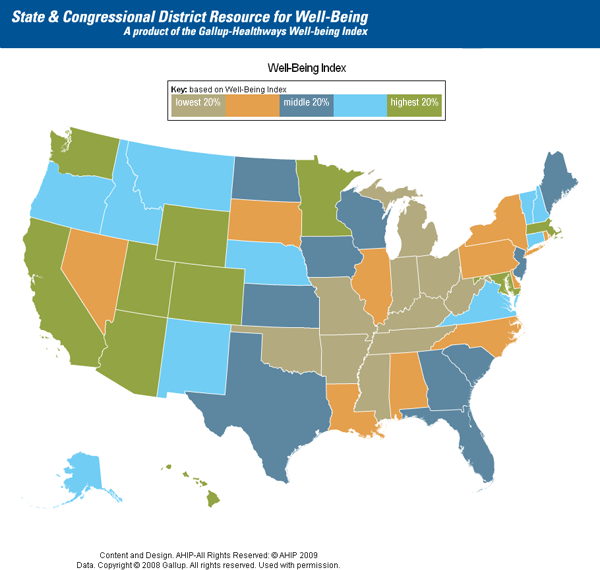 State & Congressional District Resource for Well-Being
A product of the Gallup-Healthways Well-being Index
Well-Being Index
Key: based on Well-Being Index
lowest 20% middle 20% highest 20%
Content and Design. AHIP-All Rights Reserved: © AHIP 2009
Data. Copyright © 2008 Gallup. All rights reserved. Used with permission.